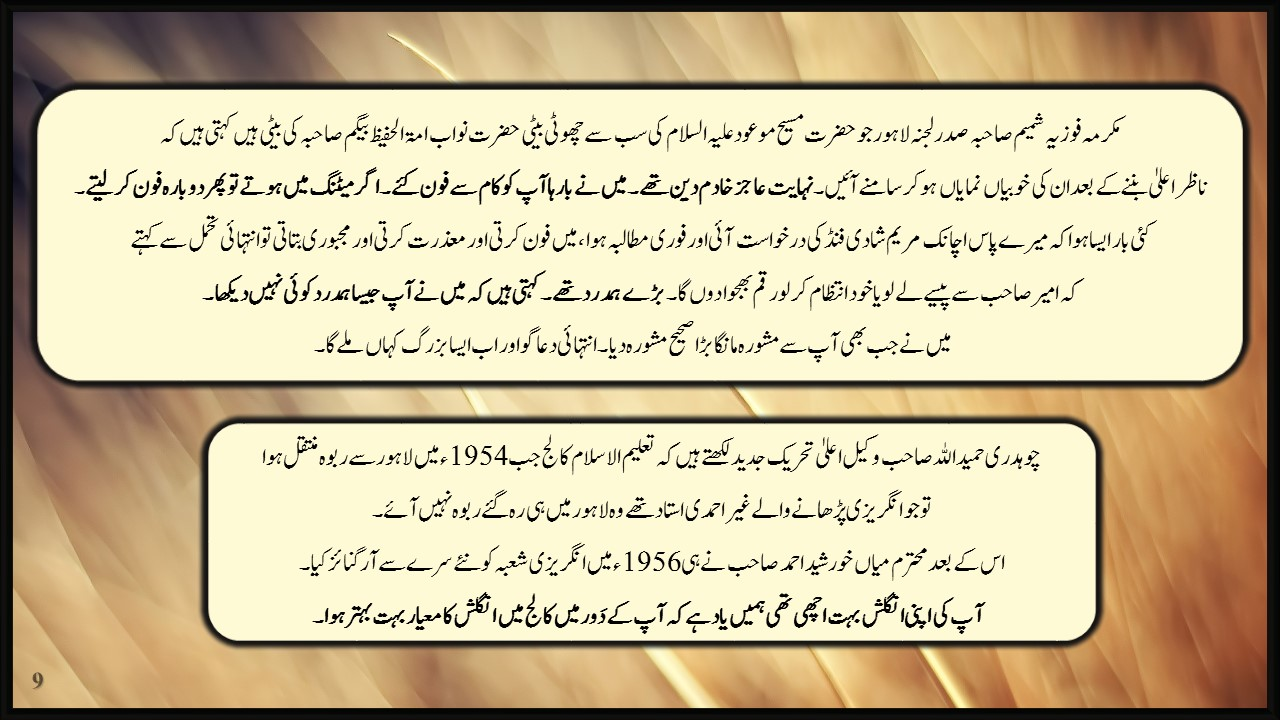 مکرمہ فوزیہ شمیم صاحبہ صدر لجنہ لاہور جو حضرت مسیح موعود علیہ السلام کی سب سے چھوٹی بیٹی حضرت نواب امۃ الحفیظ بیگم صاحبہ کی بیٹی ہیں کہتی ہیں کہ
ناظر اعلیٰ بننے کے بعد ان کی خوبیاں نمایاں ہو کر سامنے آئیں۔ نہایت عاجز خادم دین تھے۔ میں نے بارہا آپ کو کام سے فون کئے۔ اگر میٹنگ میں ہوتے تو پھر دوبارہ فون کر لیتے۔
کئی بار ایسا ہوا کہ میرے پاس اچانک مریم شادی فنڈ کی درخواست آئی اور فوری مطالبہ ہوا، میں فون کرتی اور معذرت کرتی اور مجبوری بتاتی تو انتہائی تحمل سے کہتے
کہ امیر صاحب سے پیسے لے لو یا خود انتظام کر لو رقم بھجوا دوں گا۔ بڑے ہمدرد تھے۔ کہتی ہیں کہ میں نے آپ جیسا ہمدرد کوئی نہیں دیکھا۔
میں نے جب بھی آپ سے مشورہ مانگا بڑا صحیح مشورہ دیا۔ انتہائی دعا گو اور اب ایسا بزرگ کہاں ملے گا۔
چوہدری حمید اللہ صاحب وکیل اعلیٰ تحریک جدید لکھتے ہیں کہ تعلیم الاسلام کالج جب 1954ء میں لاہور سے ربوہ منتقل ہوا
تو جو انگریزی پڑھانے والے غیر احمدی استاد تھے وہ لاہور میں ہی رہ گئے ربوہ نہیں آئے۔
اس کے بعد محترم میاں خورشید احمد صاحب نے ہی 1956ء میں انگریزی شعبہ کو نئے سرے سے آرگنائز کیا۔
آپ کی اپنی انگلش بہت اچھی تھی ہمیں یاد ہے کہ آپ کے دَور میں کالج میں انگلش کا معیار بہت بہتر ہوا۔
9